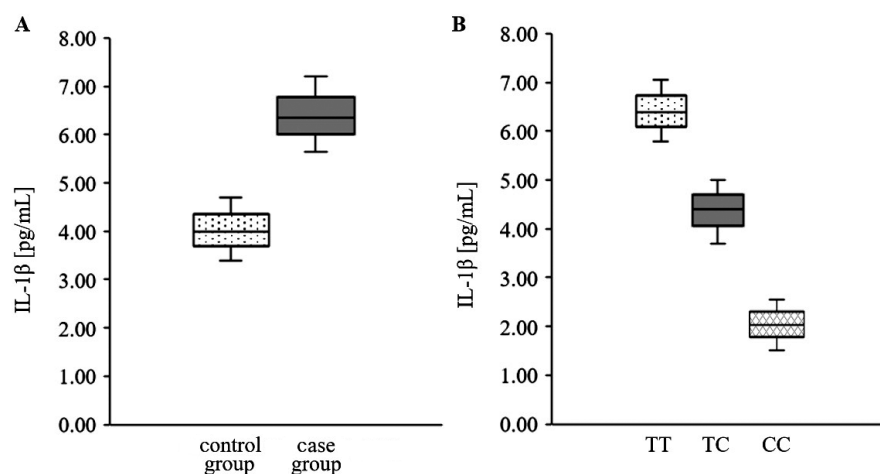 A
IL-1β [pg/mL]
8.00
7.00
6.00
5.00
4.00
3.00
2.00
1.00
0.00
control
group
case
group
B
IL-1β [pg/mL]
8.00
7.00
6.00
5.00
4.00
3.00
2.00
1.00
0.00
TT
TC
CC